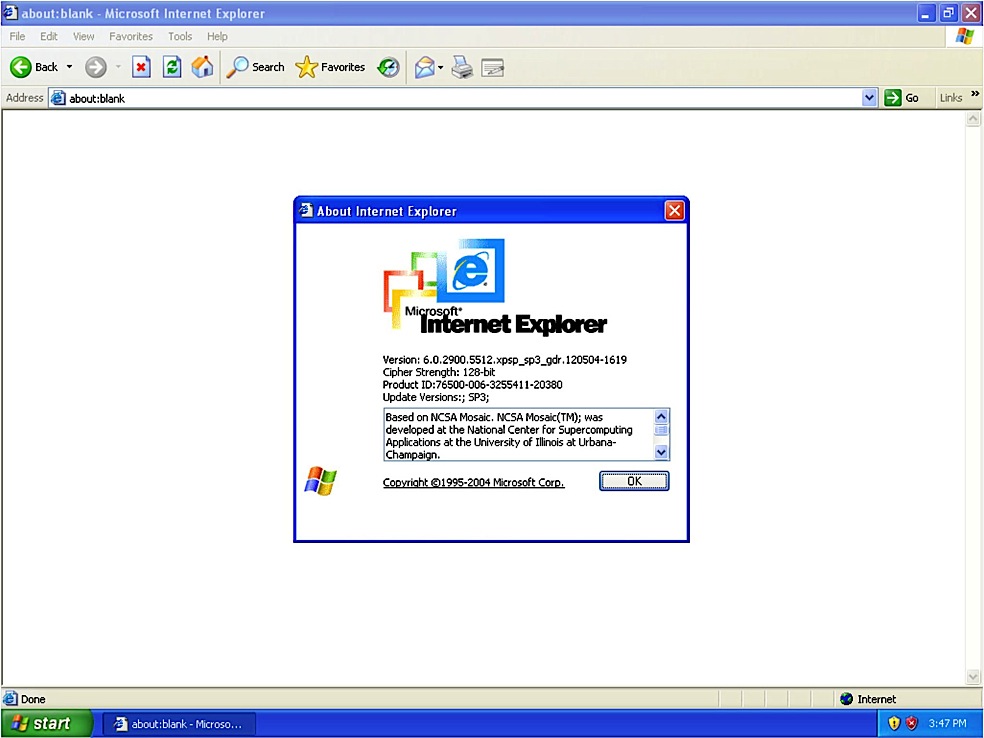 about:blank - Microsoft Internet Explorer
File Edit View Favorites Tools Help
Back Search Favorites
Address about:blank Go Links »
About Internet Explorer
Microsoft®
Internet Explorer
Version: 6.0.2900.5512.xpsp_sp3_gdr.120504-1619
Cipher Strength: 128-bit
Product ID:76500-006-3255411-20380
Update Versions:; SP3;
Based on NCSA Mosaic. NCSA Mosaic(TM); was
developed at the National Center for Supercomputing
Applications at the University of Illinois at Urbana-
Champaign.
Copyright ©1995-2004 Microsoft Corp. OK
Done Internet
start about:blank - Microso... 3:47 PM